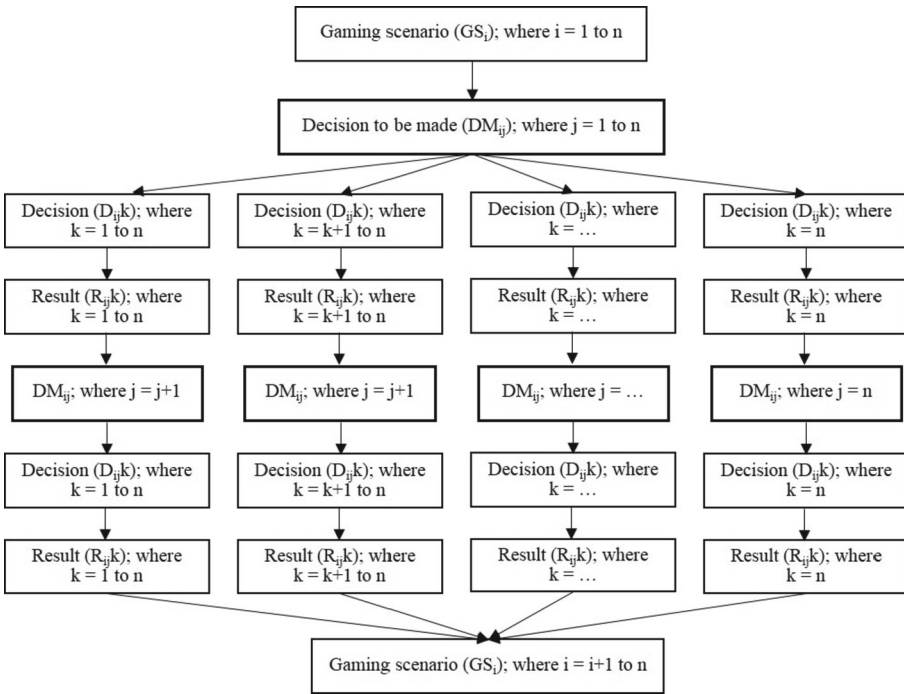 Gaming scenario (GSᵢ); where i = 1 to n
Decision to be made (DMᵢⱼ); where j = 1 to n
Decision (Dᵢⱼk); where
k = 1 to n
Decision (Dᵢⱼk); where
k = k+1 to n
Decision (Dᵢⱼk); where
k = …
Decision (Dᵢⱼk); where
k = n
Result (Rᵢⱼk); where
k = 1 to n
Result (Rᵢⱼk); where
k = k+1 to n
Result (Rᵢⱼk); where
k = …
Result (Rᵢⱼk); where
k = n
DMᵢⱼ; where j = j+1
DMᵢⱼ; where j = j+1
DMᵢⱼ; where j = …
DMᵢⱼ; where j = n
Decision (Dᵢⱼk); where
k = 1 to n
Decision (Dᵢⱼk); where
k = k+1 to n
Decision (Dᵢⱼk); where
k = …
Decision (Dᵢⱼk); where
k = n
Result (Rᵢⱼk); where
k = 1 to n
Result (Rᵢⱼk); where
k = k+1 to n
Result (Rᵢⱼk); where
k = …
Result (Rᵢⱼk); where
k = n
Gaming scenario (GSᵢ); where i = i+1 to n